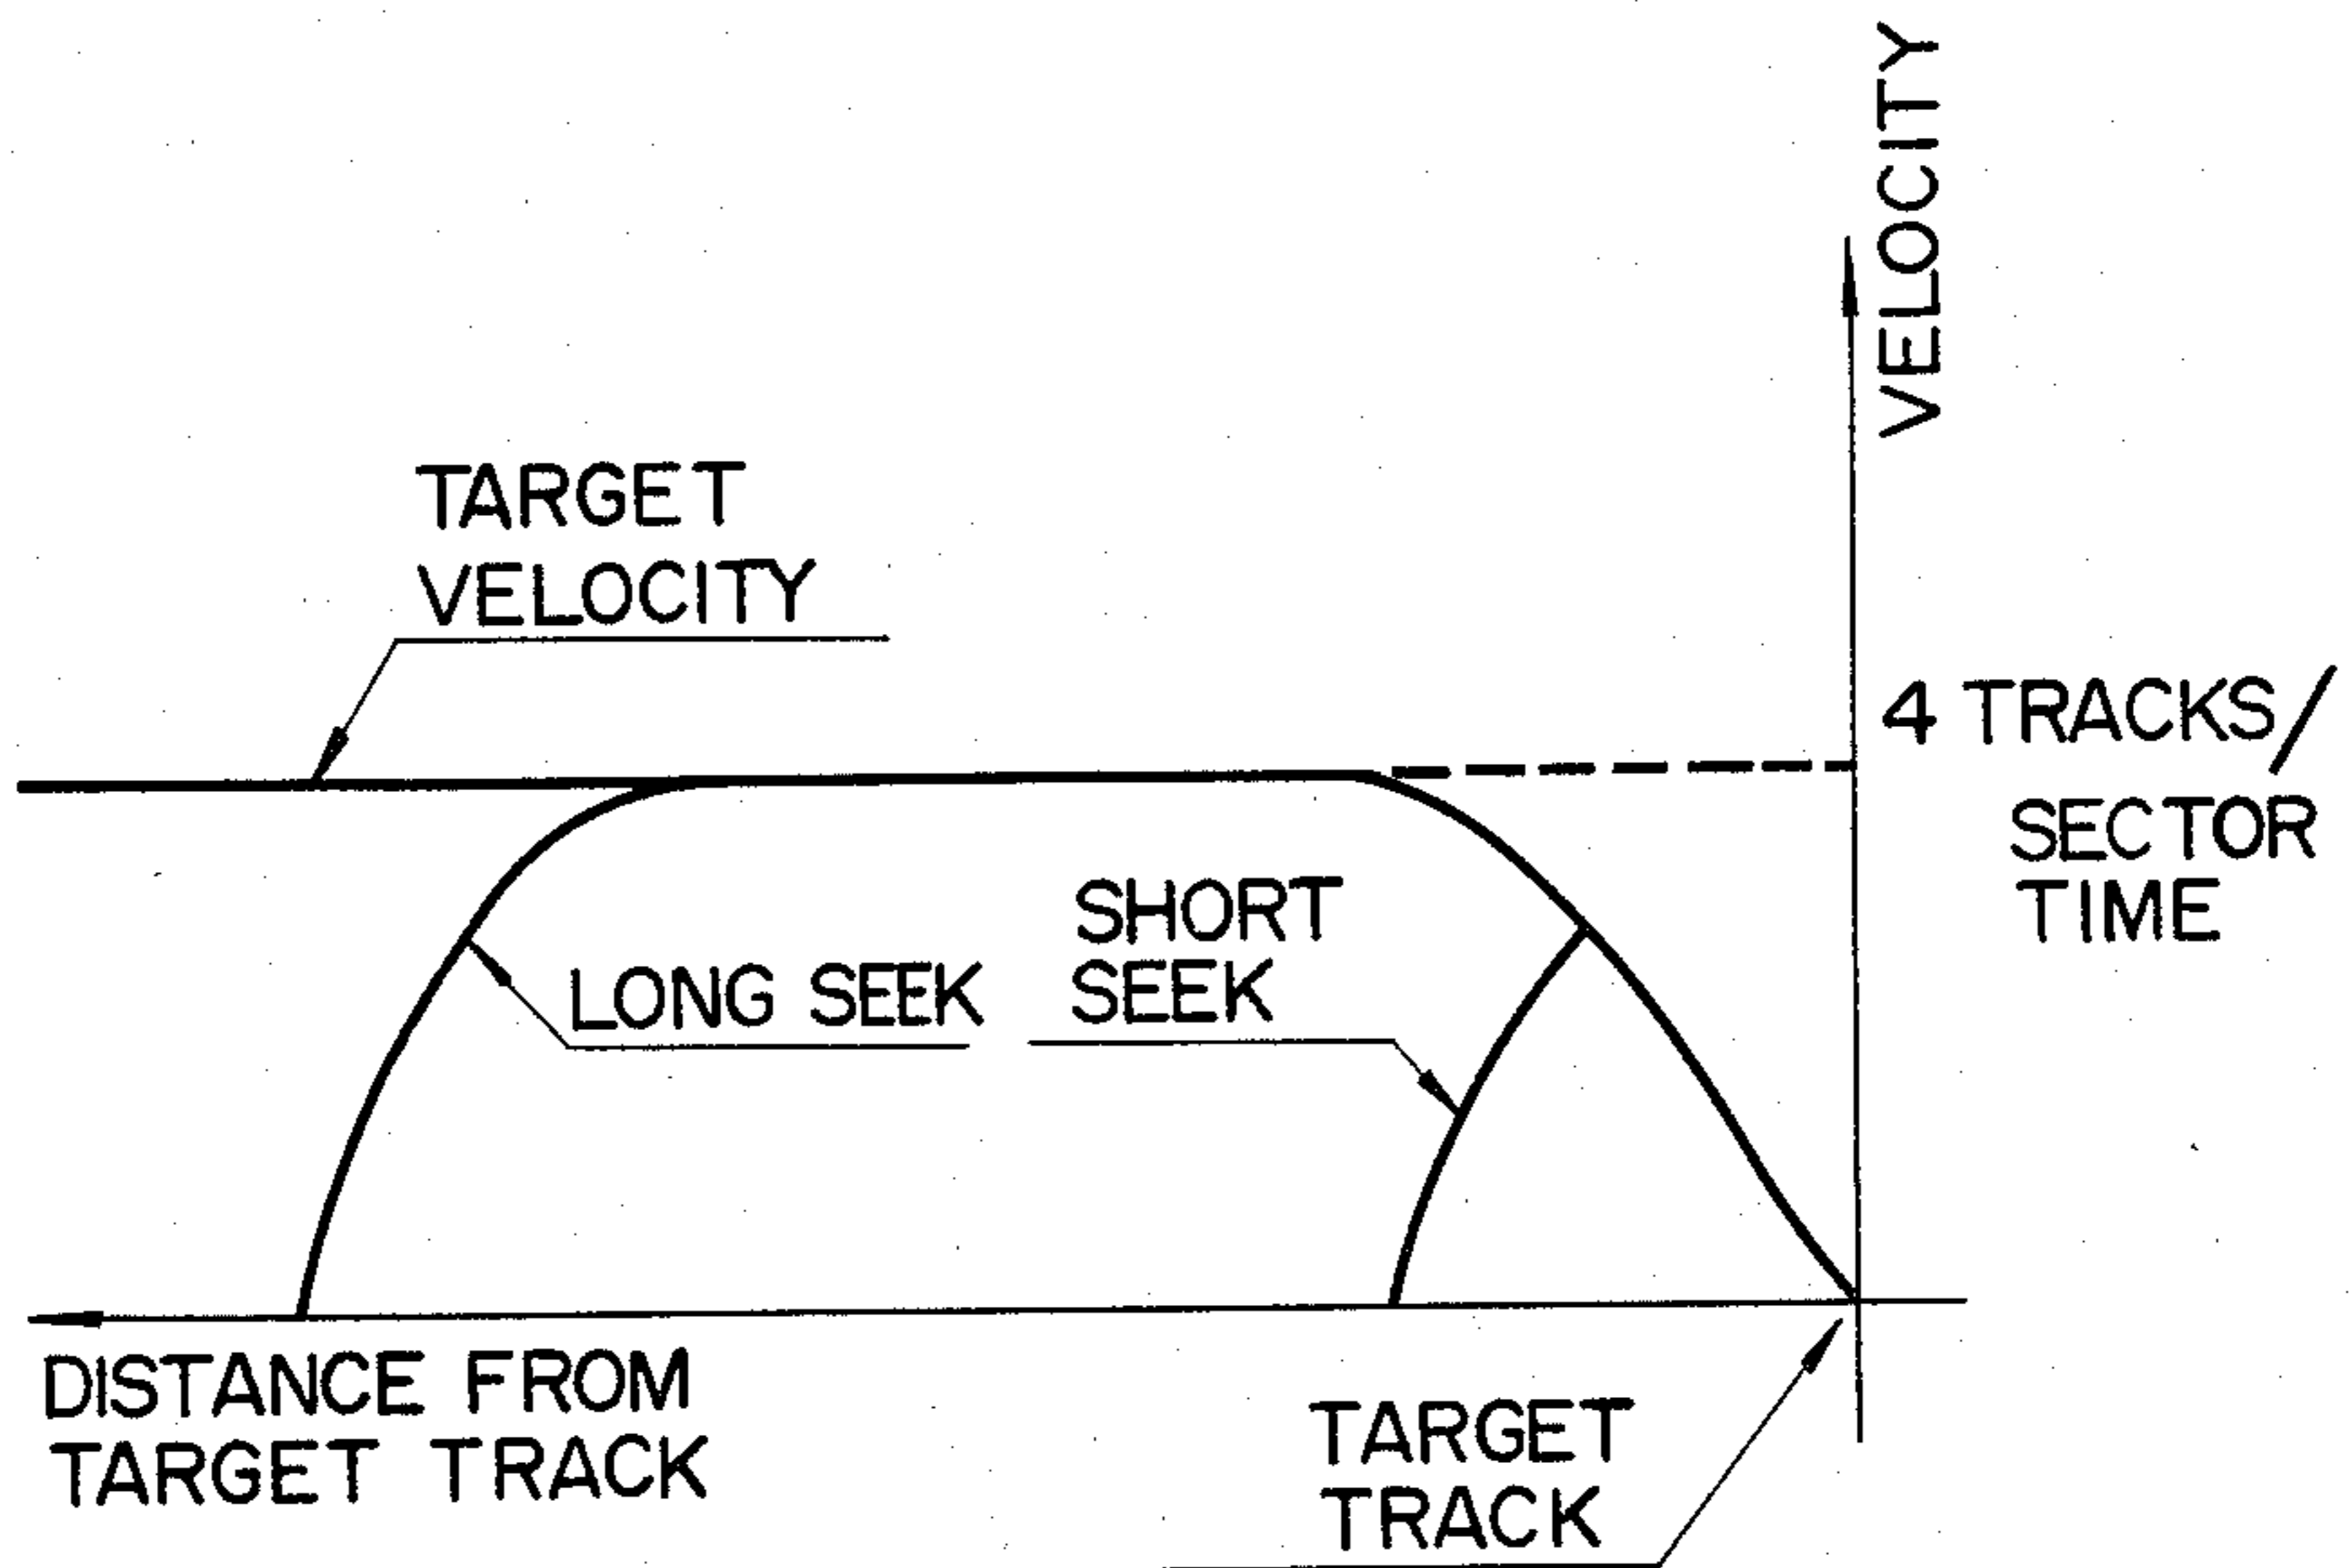 VELOCITY
TARGET
VELOCITY
4 TRACKS/
SECTOR
TIME
SHORT
SEEK
LONG SEEK
DISTANCE FROM
TARGET TRACK
TARGET
TRACK